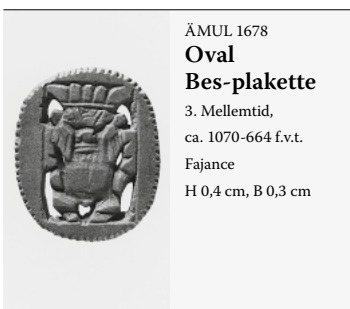 ÄMUL 1678
Oval
Bes-plakette
3. Mellemtid,
ca. 1070-664 f.v.t.
Fajance
H 0,4 cm, B 0,3 cm